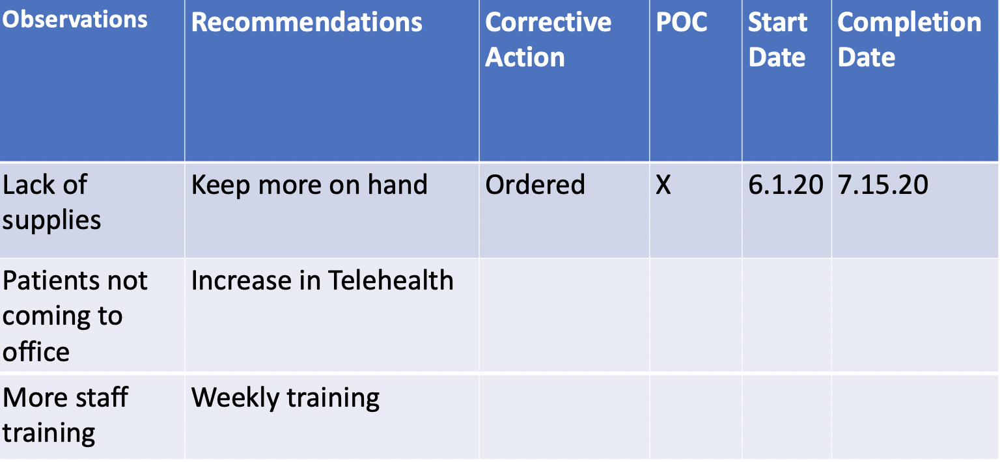 Observations Recommendations Corrective Action POC Start Date Completion Date
Lack of supplies Keep more on hand Ordered X 6.1.20 7.15.20
Patients not coming to office Increase in Telehealth
More staff training Weekly training